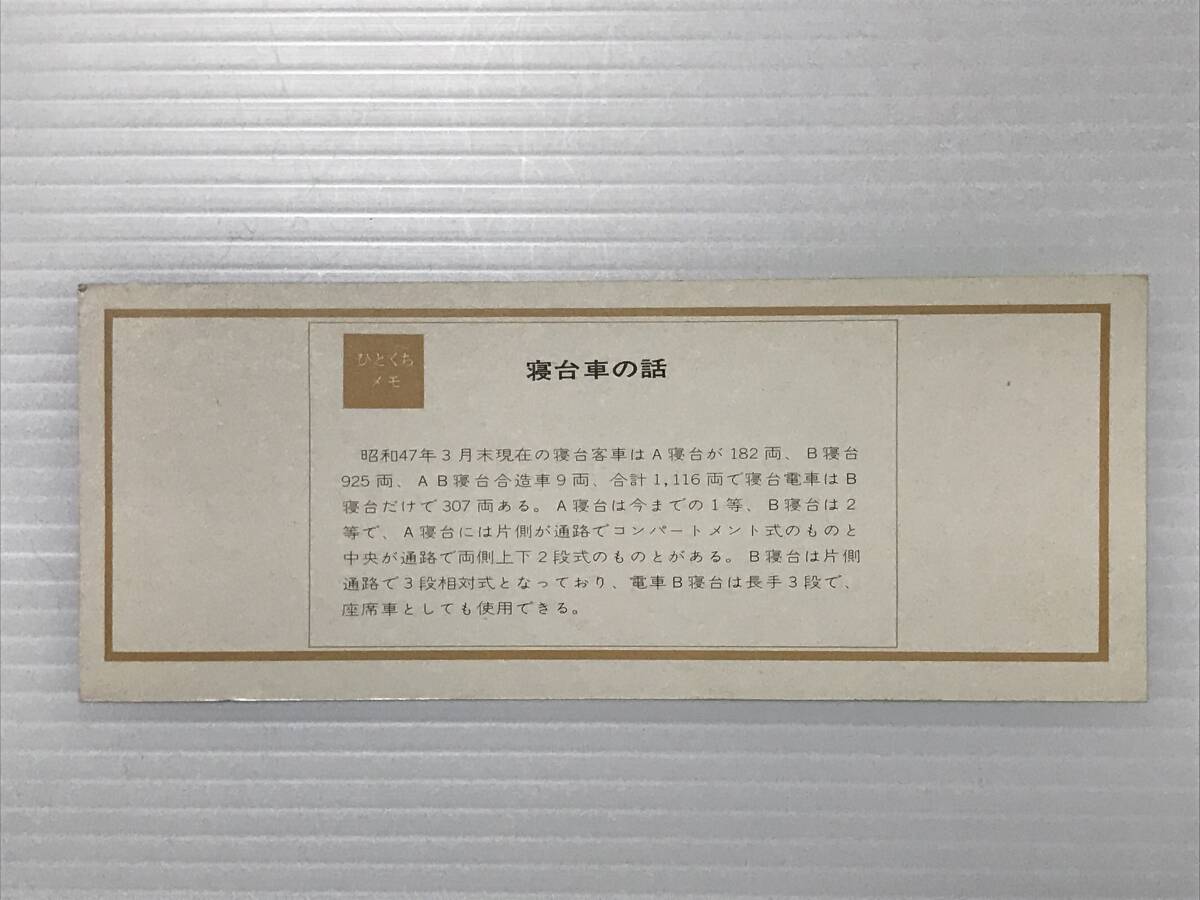 ひとくち
メモ
寝台車の話
昭和47年3月末現在の寝台客車はA寝台が182両、B寝台
925両、AB寝台合造車9両、合計1,116両で寝台電車はB
寝台だけで307両ある。A寝台は今までの1等、B寝台は2
等で、A寝台には片側が通路でコンパートメント式のものと
中央が通路で両側上下2段式のものとがある。B寝台は片側
通路で3段相対式となっており、電車B寝台は長手3段で、
座席車としても使用できる。